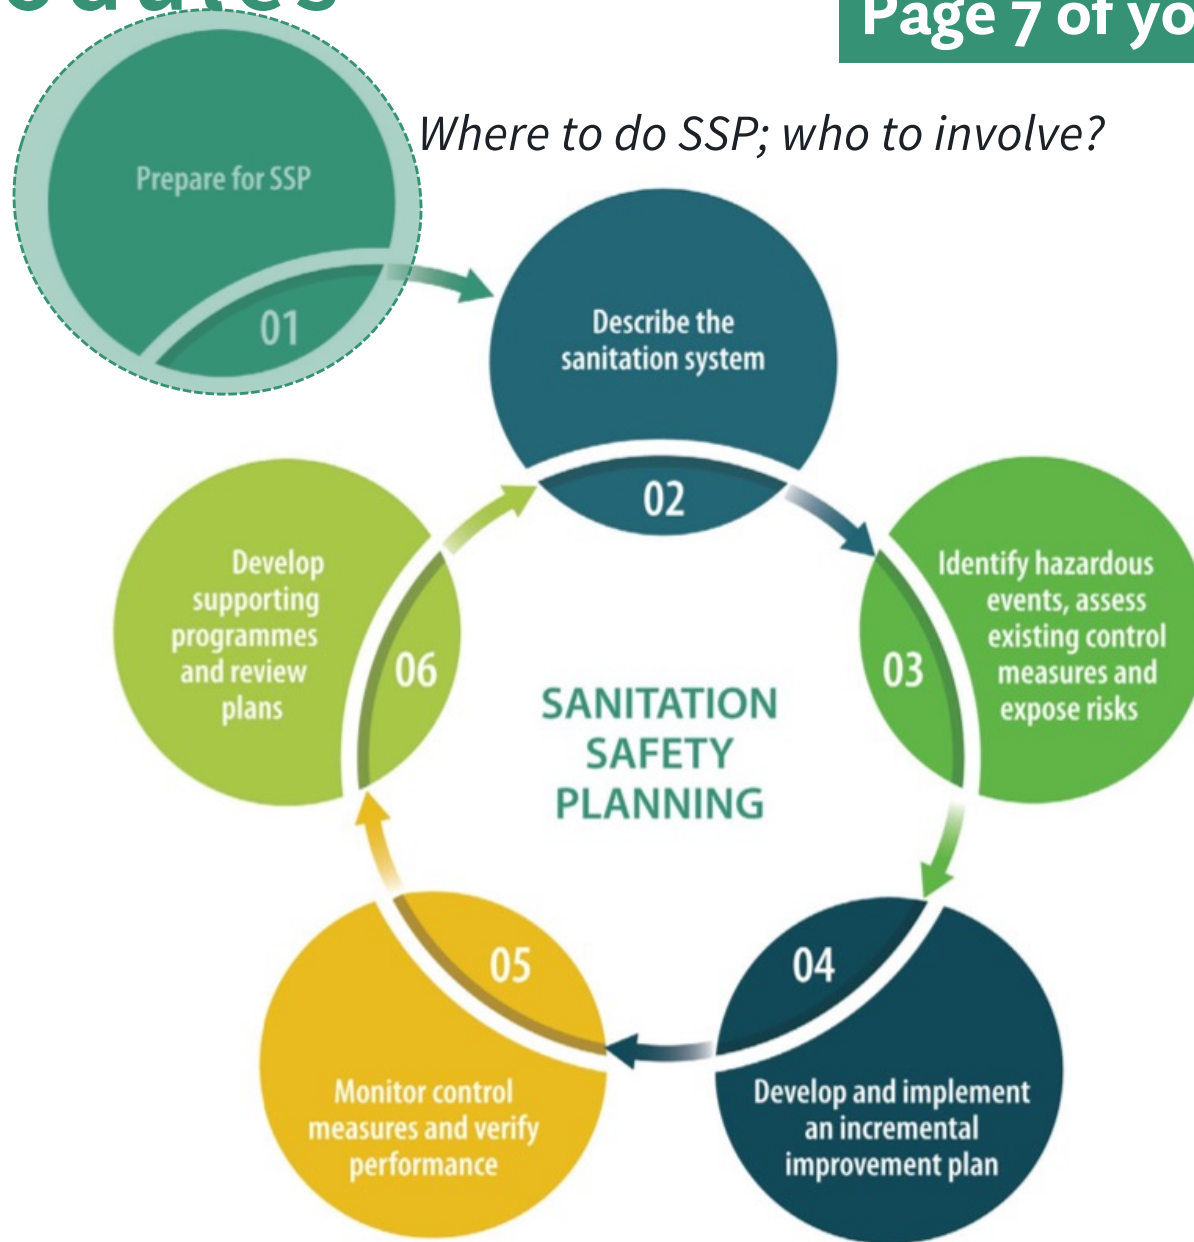 Page 7 of yo
Where to do SSP; who to involve?
Prepare for SSP
01
Describe the
sanitation system
02
Identify hazardous
events, assess
existing control
measures and
expose risks
03
Develop and implement
an incremental
improvement plan
04
Monitor control
measures and verify
performance
05
Develop
supporting
programmes
and review
plans
06
SANITATION
SAFETY
PLANNING